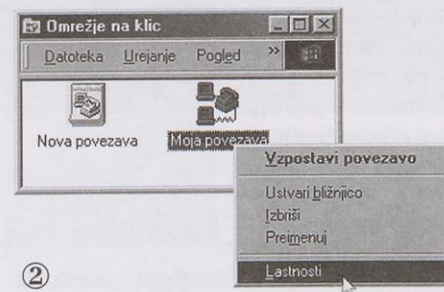 Omrežje na klic
Datoteka Urejanje Pogled »
Nova povezava Moja povezava
Vzpostavi povezavo
Ustvari bližnjico
Izbriši
Preimenuj
Lastnosti
②